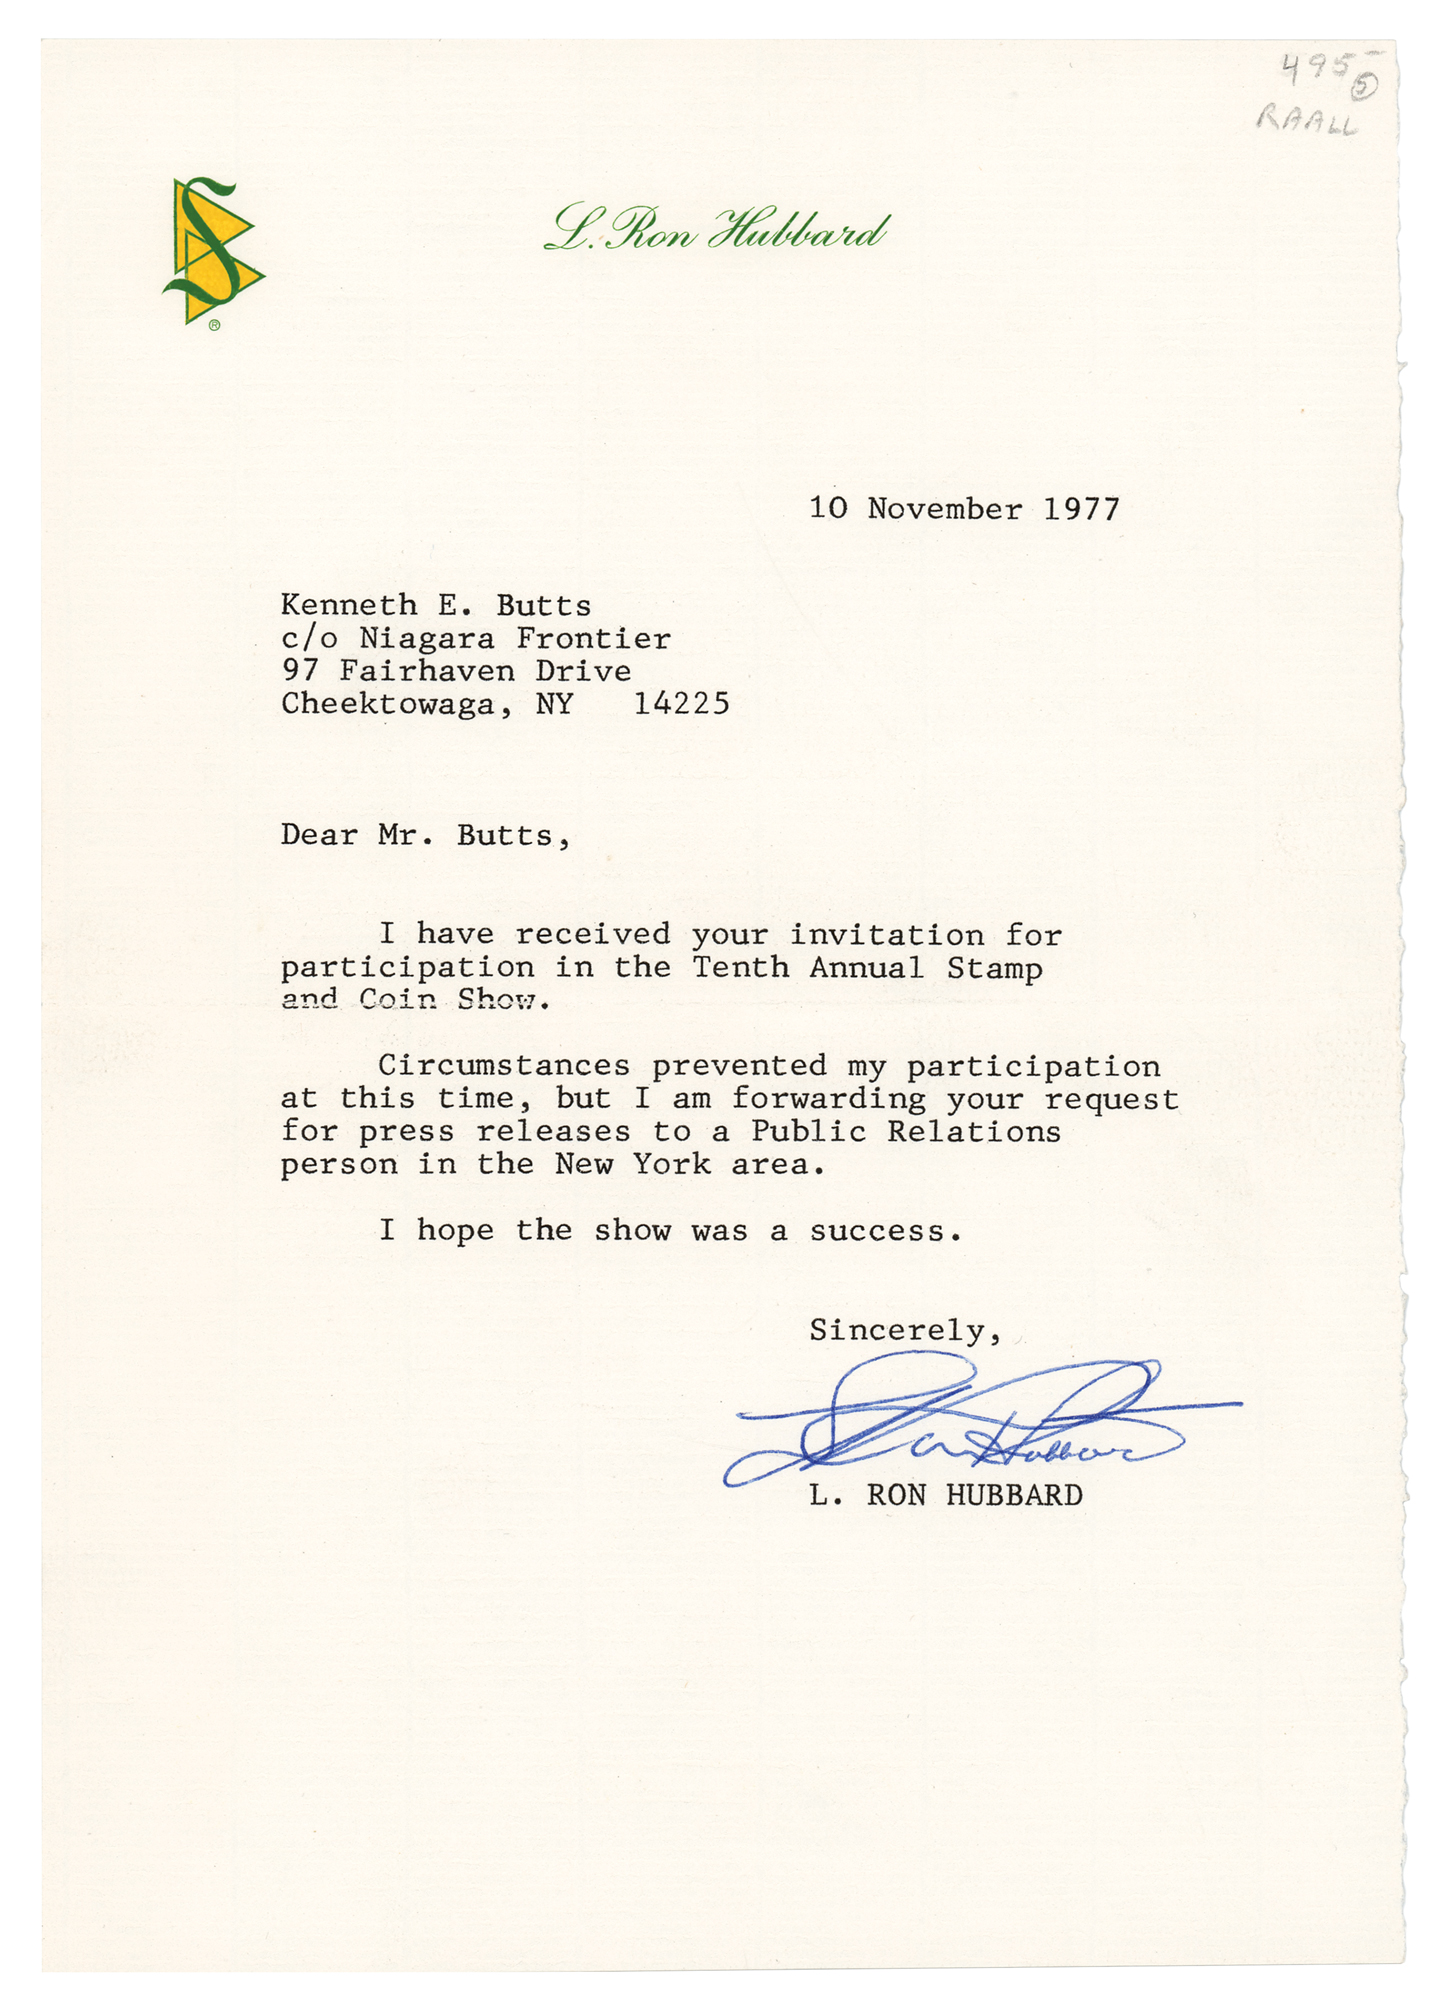 495-
5
RAALL
S
®
L. Ron Hubbard
10 November 1977
Kenneth E. Butts
c/o Niagara Frontier
97 Fairhaven Drive
Cheektowaga, NY   14225
Dear Mr. Butts,
I have received your invitation for
participation in the Tenth Annual Stamp
and Coin Show.
Circumstances prevented my participation
at this time, but I am forwarding your request
for press releases to a Public Relations
person in the New York area.
I hope the show was a success.
Sincerely,
L Ron Hubbard
L. RON HUBBARD